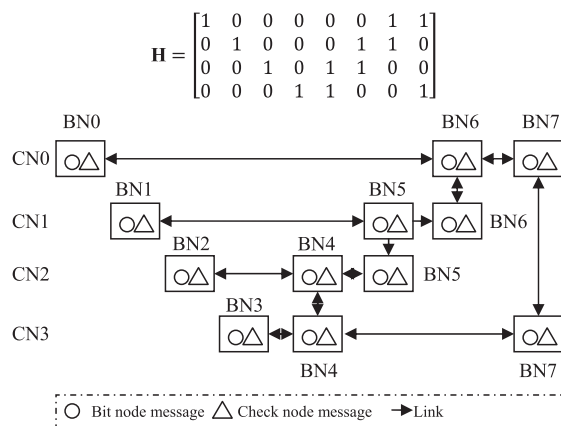 H =
1 0 0 0 0 0 1 1
0 1 0 0 0 1 1 0
0 0 1 0 1 1 0 0
0 0 0 1 1 0 0 1
BN0 BN6 BN7
CN0
BN1 BN5
CN1 BN6
BN2 BN4
CN2 BN5
BN3
CN3
BN4 BN7
Bit node message Check node message Link